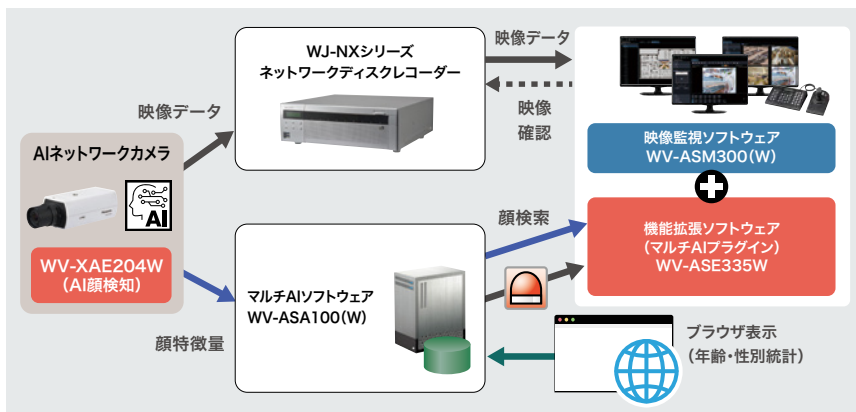 WJ-NXシリーズ
ネットワークディスクレコーダー
映像データ
映像データ
映像
確認
AIネットワークカメラ
AI
WV-XAE204W
(AI顔検知)
映像監視ソフトウェア
WV-ASM300(W)
機能拡張ソフトウェア
(マルチAIプラグイン)
WV-ASE335W
顔検索
マルチAIソフトウェア
WV-ASA100(W)
顔特徴量
ブラウザ表示
(年齢・性別統計)